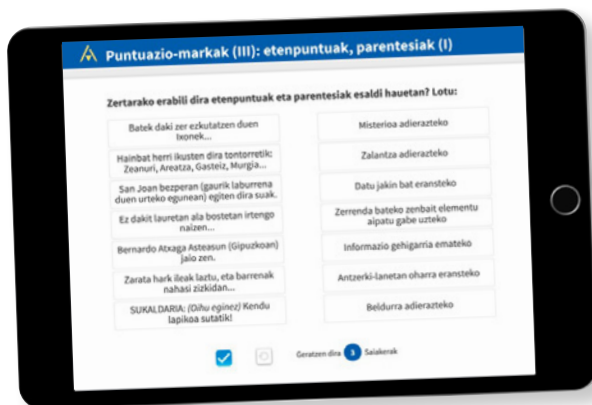 Puntuazio-markak (III): etenpuntuak, parentesiak (I)
Zertarako erabili dira etenpuntuak eta parentesiak esaldi hauetan? Lotu:
Batek daki zer ezkutatzen duen
Ixonek...
Hainbat herri ikusten dira tontorretik:
Zeanuri, Areatza, Gasteiz, Murgia...
San Joan bezperan (gaurik laburrena
duen urteko egunean) egiten dira suak.
Ez dakit lauretan ala bostetan irtengo
naizen...
Bernardo Atxaga Asteasun (Gipuzkoan)
jaio zen.
Zarata hark ileak laztu, eta barrenak
nahasi zizkidan...
SUKALDARIA: (Oihu eginez) Kendu
lapikoa sutatik!
Misterioa adierazteko
Zalantza adierazteko
Datu jakin bat eransteko
Zerrenda bateko zenbait elementu
aipatu gabe uzteko
Informazio gehigarria emateko
Antzerki-lanetan oharra eransteko
Beldurra adierazteko
Geratzen dira 3 Saiakerak